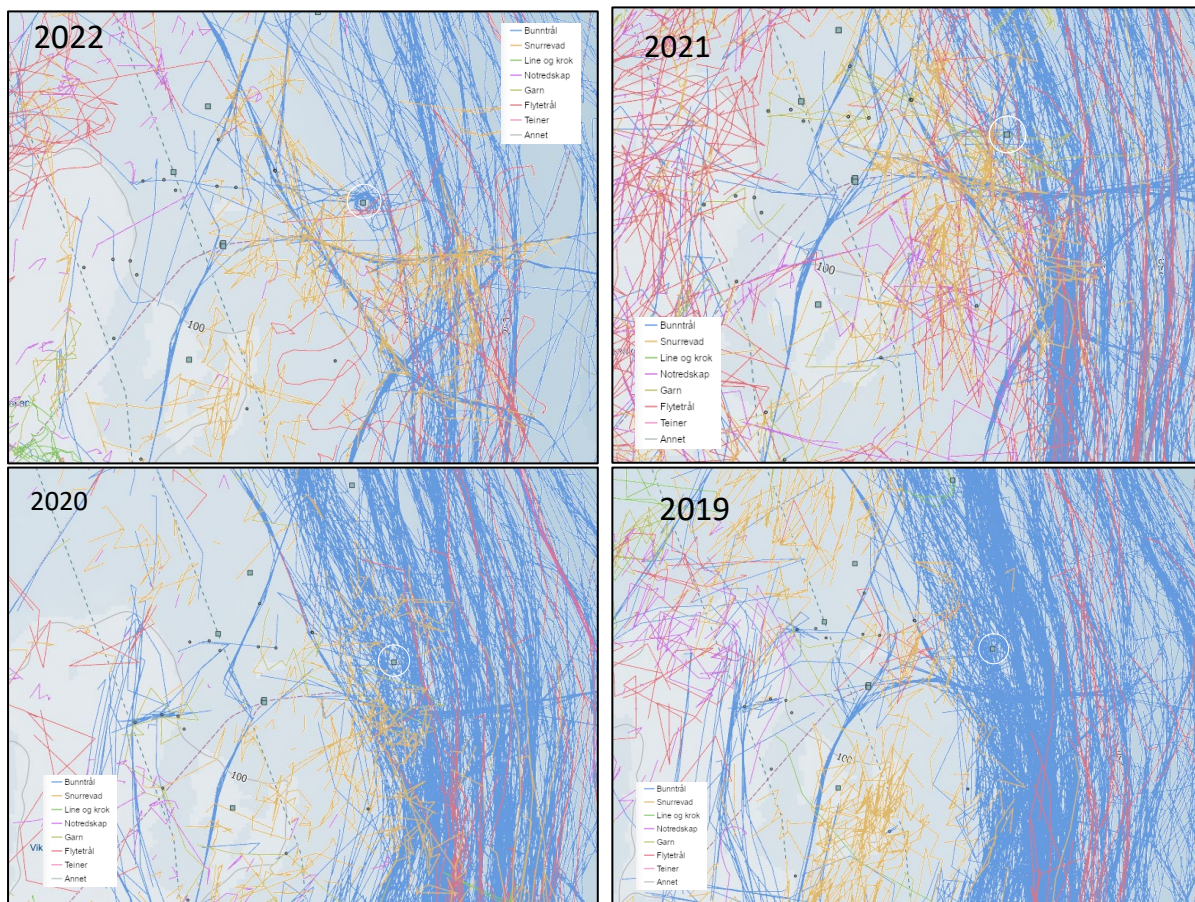 2022
Bunntrål
Snurrevad
Line og krok
Notredskap
Garn
Flytetrål
Teiner
Annet
100
2021
100
Bunntrål
Snurrevad
Line og krok
Notredskap
Garn
Flytetrål
Teiner
Annet
2020
100
Bunntrål
Snurrevad
Line og krok
Notredskap
Garn
Flytetrål
Teiner
Annet
Vik
2019
100
Bunntrål
Snurrevad
Line og krok
Notredskap
Garn
Flytetrål
Teiner
Annet